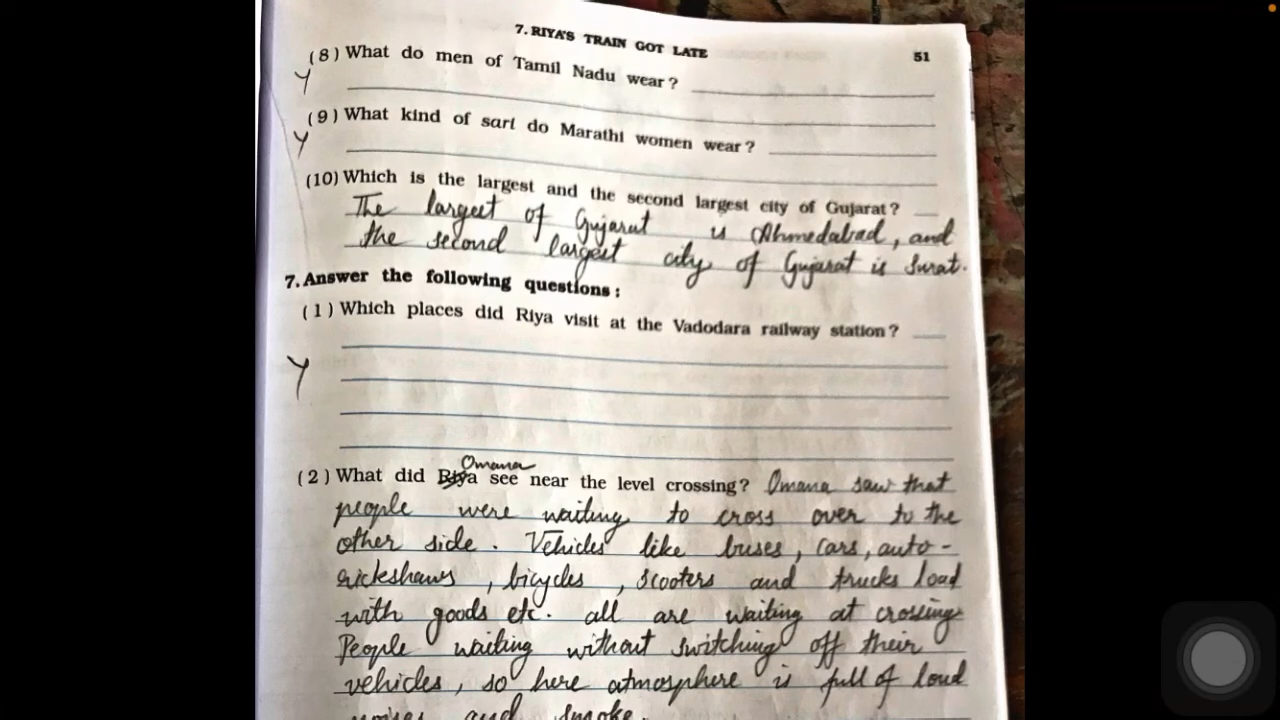 7. RIYA'S TRAIN GOT LATE 51
(8) What do men of Tamil Nadu wear?
Y
(9) What kind of sari do Marathi women wear?
Y
(10) Which is the largest and the second largest city of Gujarat?
The largest of Gujarat is Ahmedabad, and
the second largest city of Gujarat is Surat.
7. Answer the following questions :
(1) Which places did Riya visit at the Vadodara railway station?
Y
Omana
(2) What did Riya see near the level crossing? Omana saw that
people were waiting to cross over to the
other side. Vehicles like buses, cars, auto-
rickshaws, bicycles, scooters and trucks load
with goods etc. all are waiting at crossing
People waiting without switching off their
vehicles, so here atmosphere is full of loud
noises and smoke.